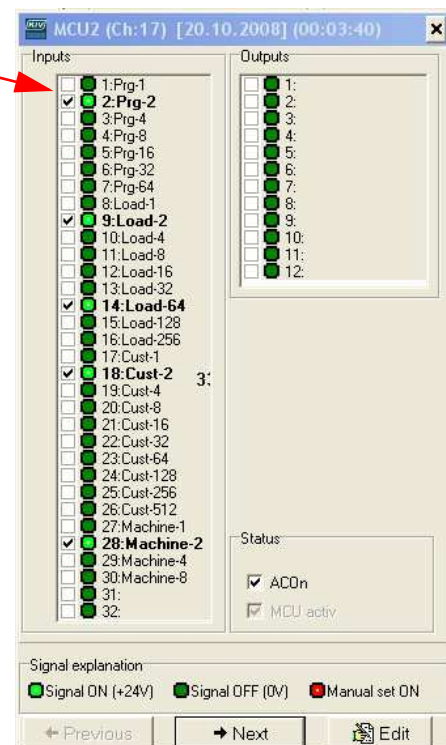 MCU2 (Ch:17) [20.10.2008] (00:03:40)
Inputs
1:Prg-1
2:Prg-2
3:Prg-4
4:Prg-8
5:Prg-16
6:Prg-32
7:Prg-64
8:Load-1
9:Load-2
10:Load-4
11:Load-8
12:Load-16
13:Load-32
14:Load-64
15:Load-128
16:Load-256
17:Cust-1
18:Cust-2
19:Cust-4
20:Cust-8
21:Cust-16
22:Cust-32
23:Cust-64
24:Cust-128
25:Cust-256
26:Cust-512
27:Machine-1
28:Machine-2
29:Machine-4
30:Machine-8
31:
32:
Outputs
1:
2:
3:
4:
5:
6:
7:
8:
9:
10:
11:
12:
Status
ACOn
MCU activ
Signal explanation
Signal ON (+24V) Signal OFF (0V) Manual set ON
Previous Next Edit